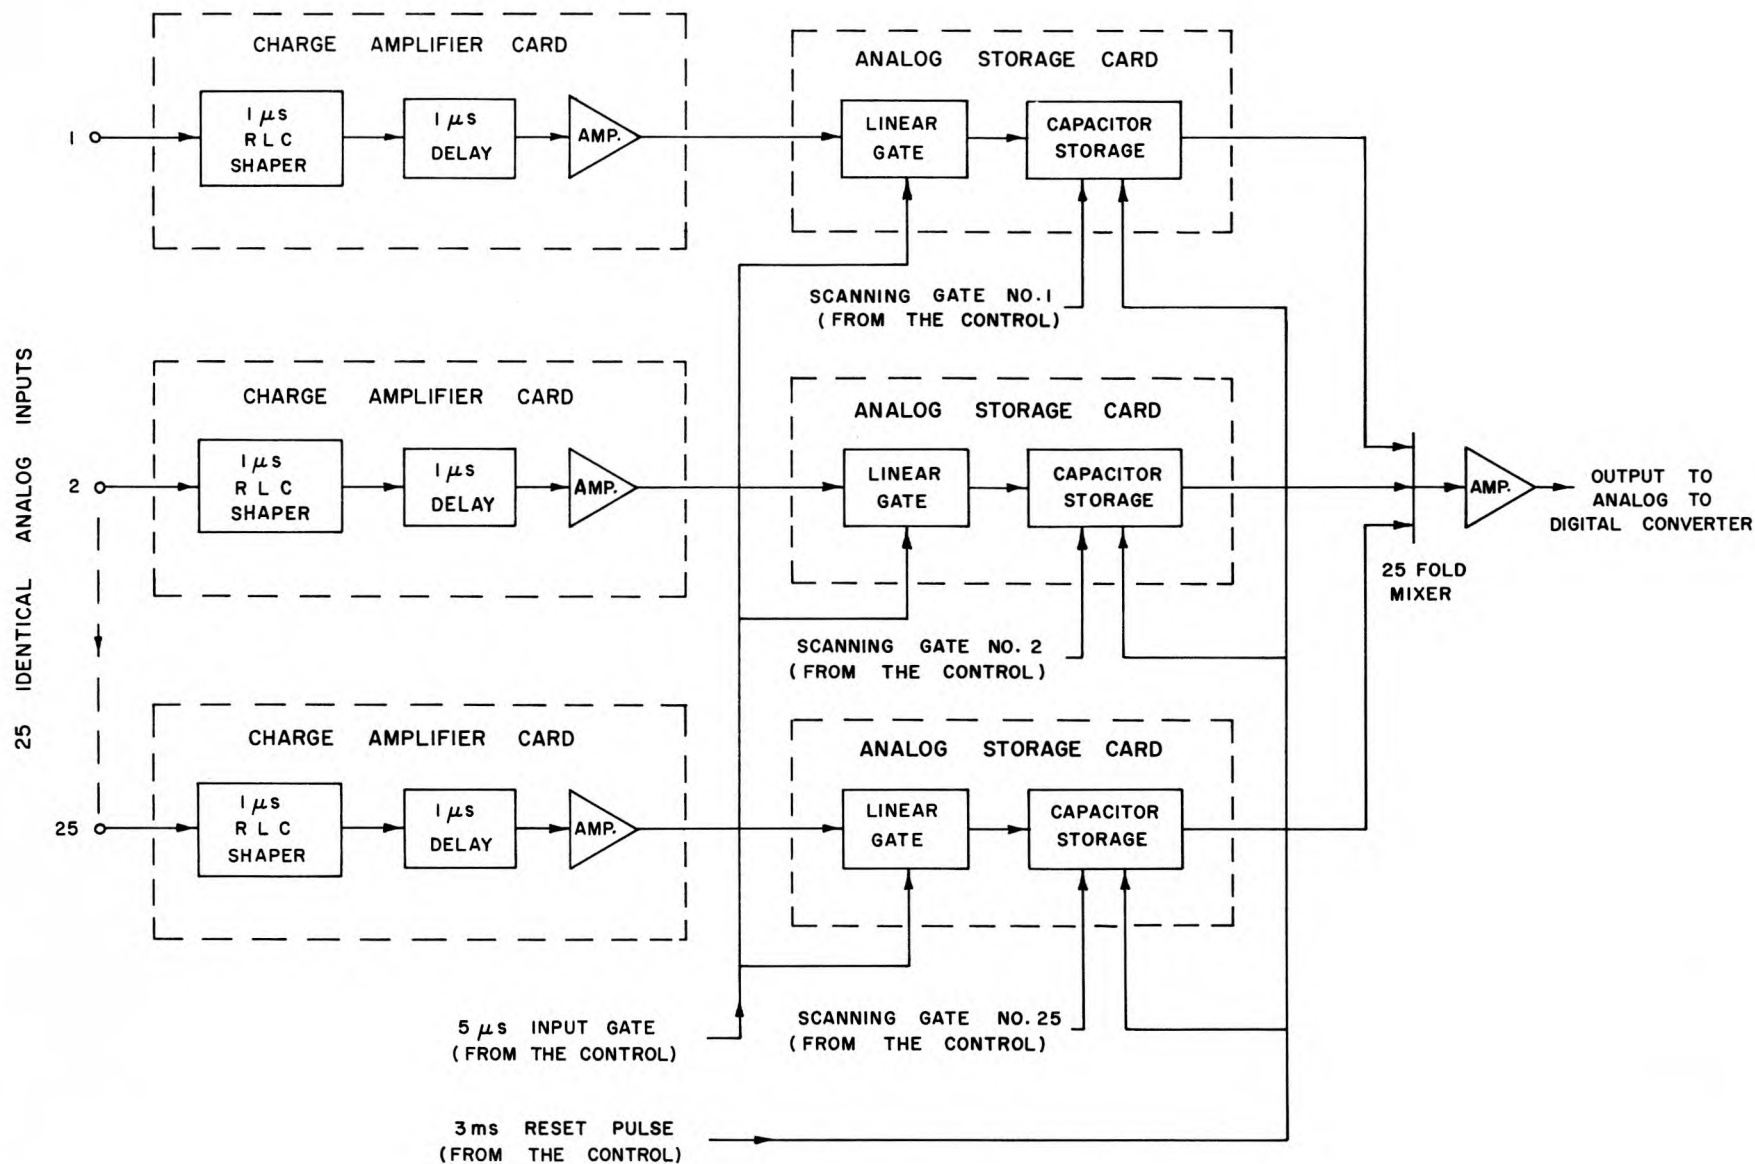 CHARGE AMPLIFIER CARD
ANALOG STORAGE CARD
1
1 μs
R L C
SHAPER
1 μs
DELAY
AMP.
LINEAR
GATE
CAPACITOR
STORAGE
SCANNING GATE NO. 1
(FROM THE CONTROL)
25 IDENTICAL ANALOG INPUTS
CHARGE AMPLIFIER CARD
ANALOG STORAGE CARD
2
1 μs
R L C
SHAPER
1 μs
DELAY
AMP.
LINEAR
GATE
CAPACITOR
STORAGE
AMP.
OUTPUT TO
ANALOG TO
DIGITAL CONVERTER
25 FOLD
MIXER
SCANNING GATE NO. 2
(FROM THE CONTROL)
CHARGE AMPLIFIER CARD
ANALOG STORAGE CARD
25
1 μs
R L C
SHAPER
1 μs
DELAY
AMP.
LINEAR
GATE
CAPACITOR
STORAGE
5 μs INPUT GATE
(FROM THE CONTROL)
SCANNING GATE NO. 25
(FROM THE CONTROL)
3 ms RESET PULSE
(FROM THE CONTROL)